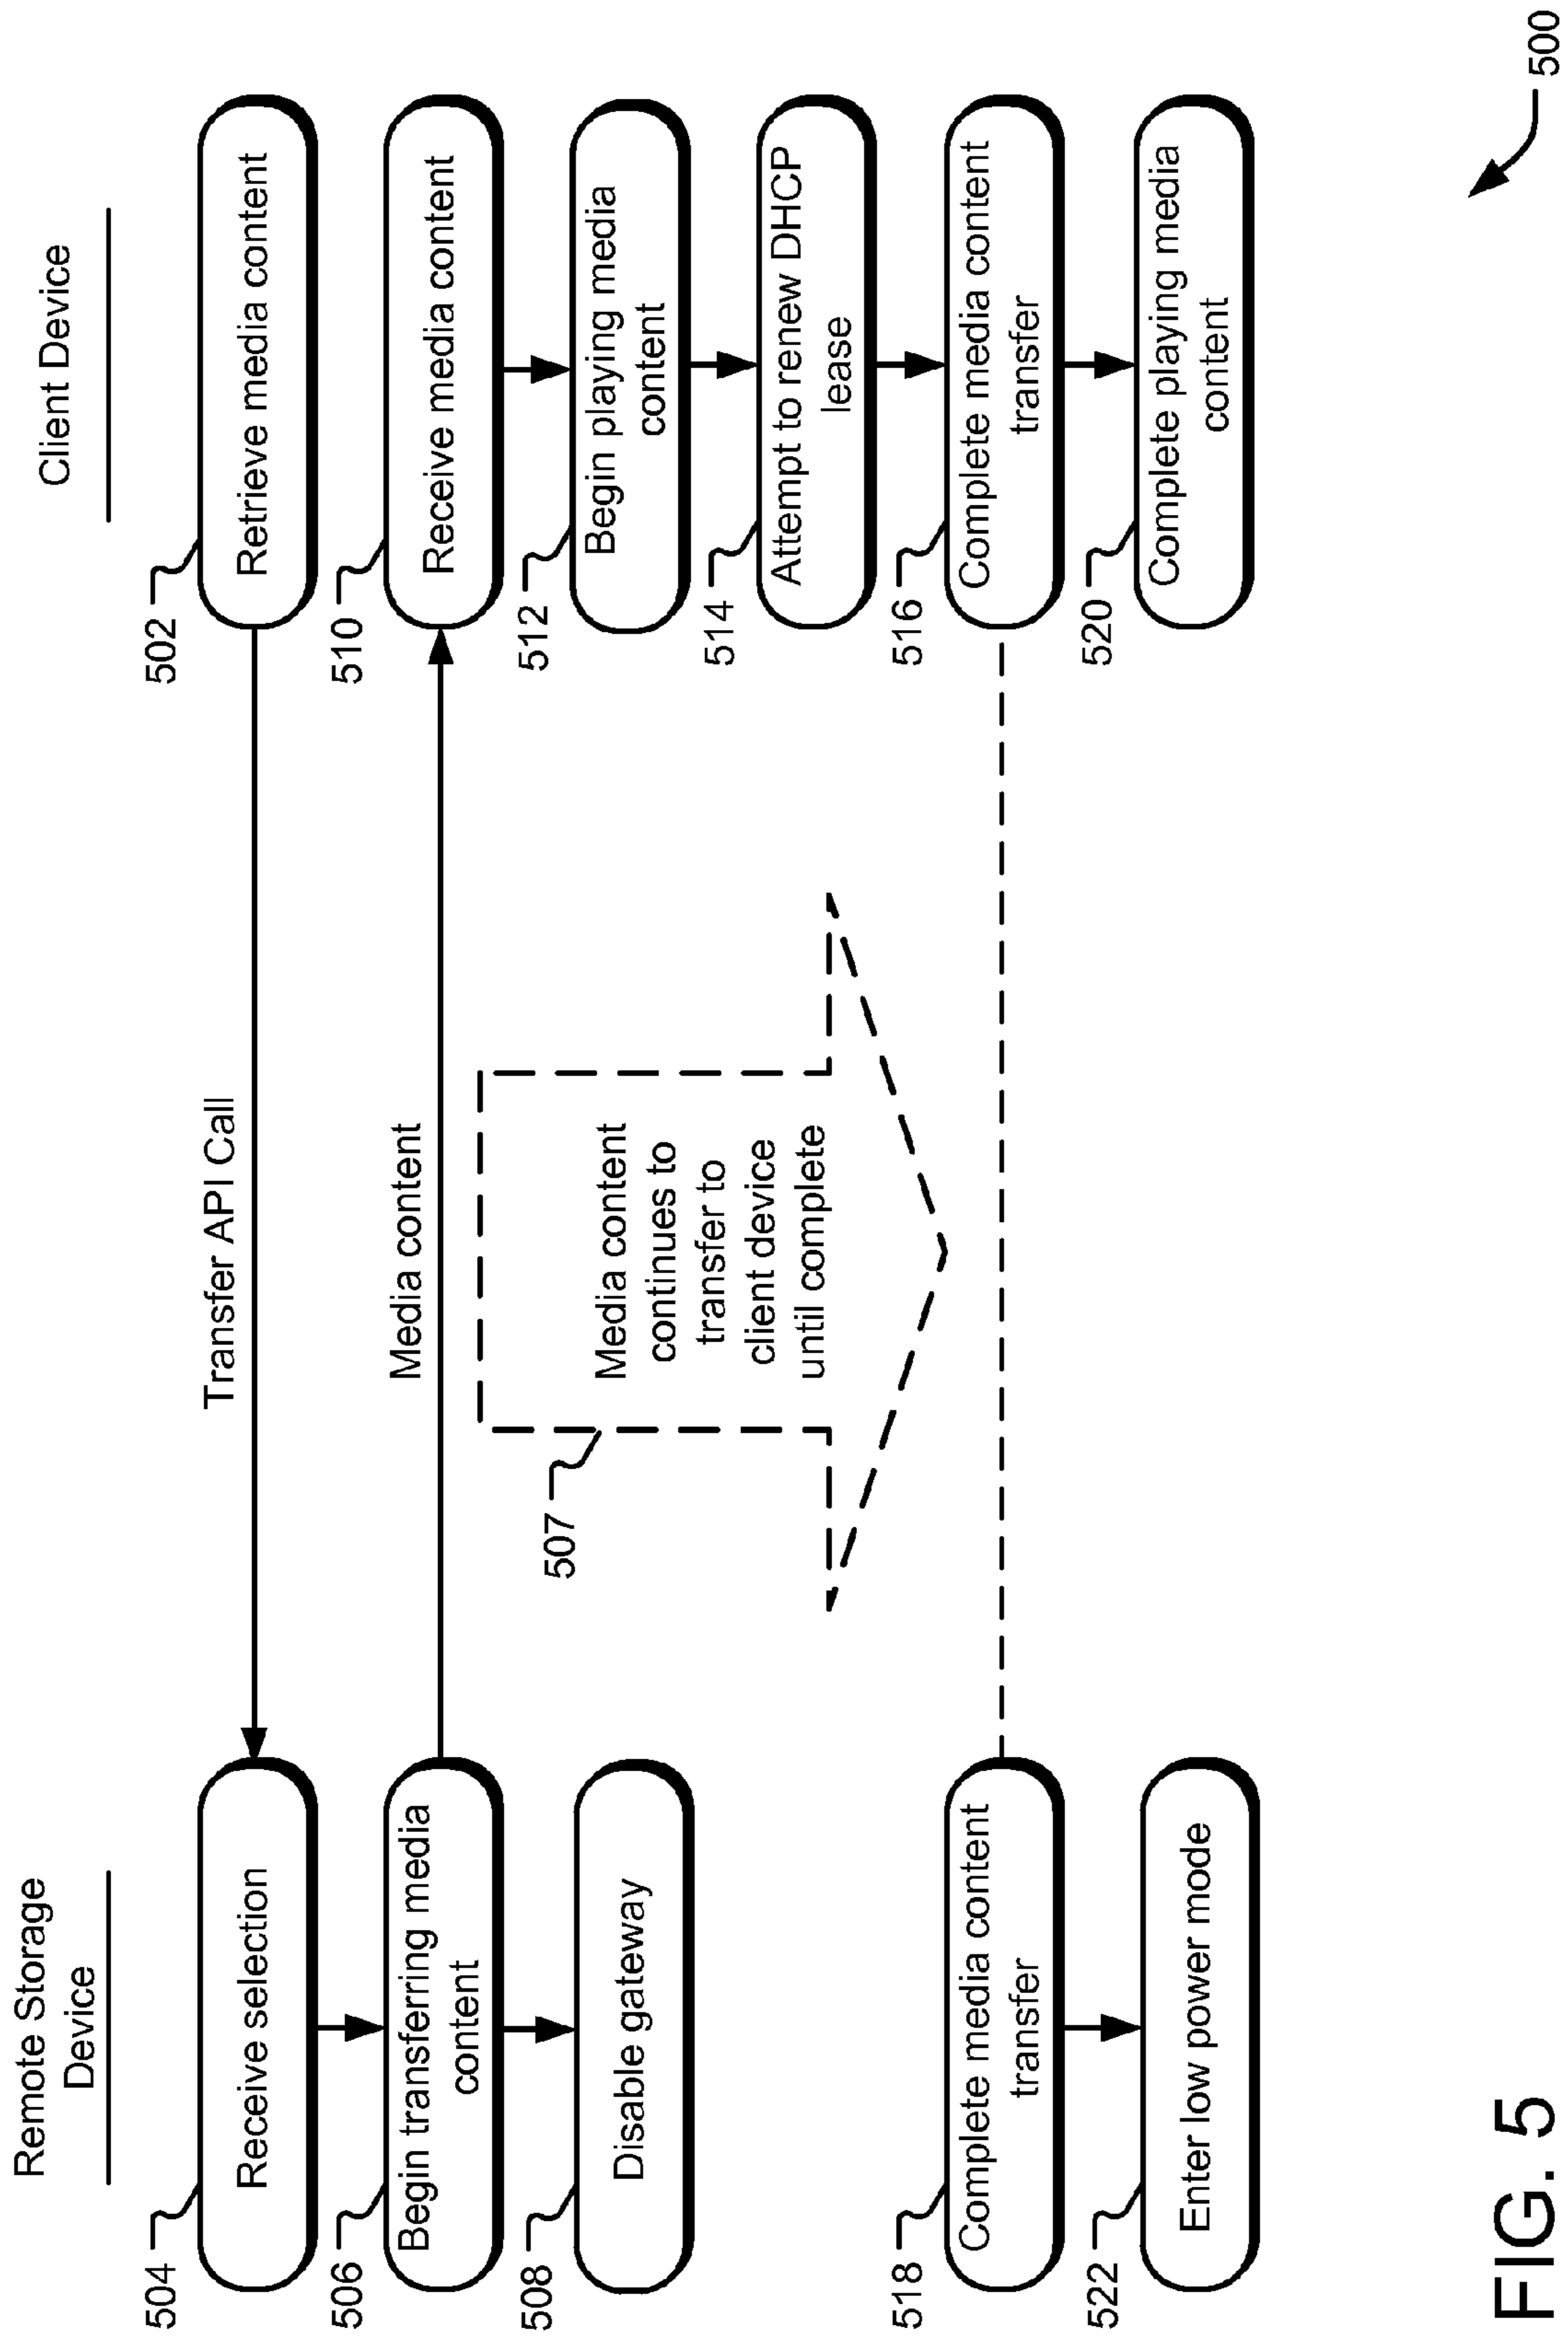 Remote Storage
Device
Client Device
504
Receive selection
Transfer API Call
502
Retrieve media content
506
Begin transferring media
content
Media content
510
Receive media content
508
Disable gateway
507
Media content
continues to
transfer to
client device
until complete
512
Begin playing media
content
514
Attempt to renew DHCP
lease
518
Complete media content
transfer
516
Complete media content
transfer
522
Enter low power mode
520
Complete playing media
content
FIG. 5
500